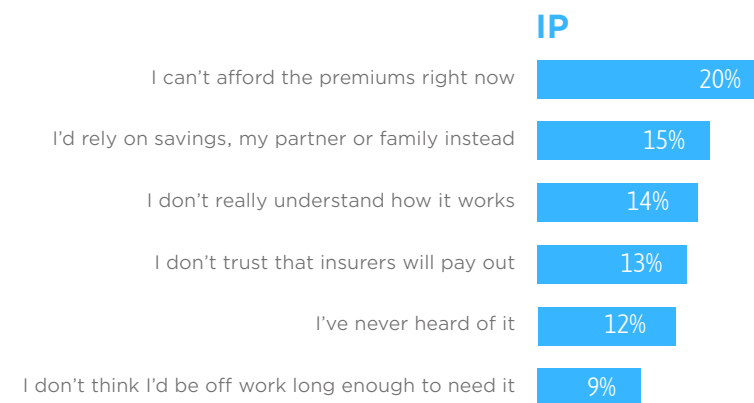 IP
I can’t afford the premiums right now 20%
I’d rely on savings, my partner or family instead 15%
I don’t really understand how it works 14%
I don’t trust that insurers will pay out 13%
I’ve never heard of it 12%
I don’t think I’d be off work long enough to need it 9%